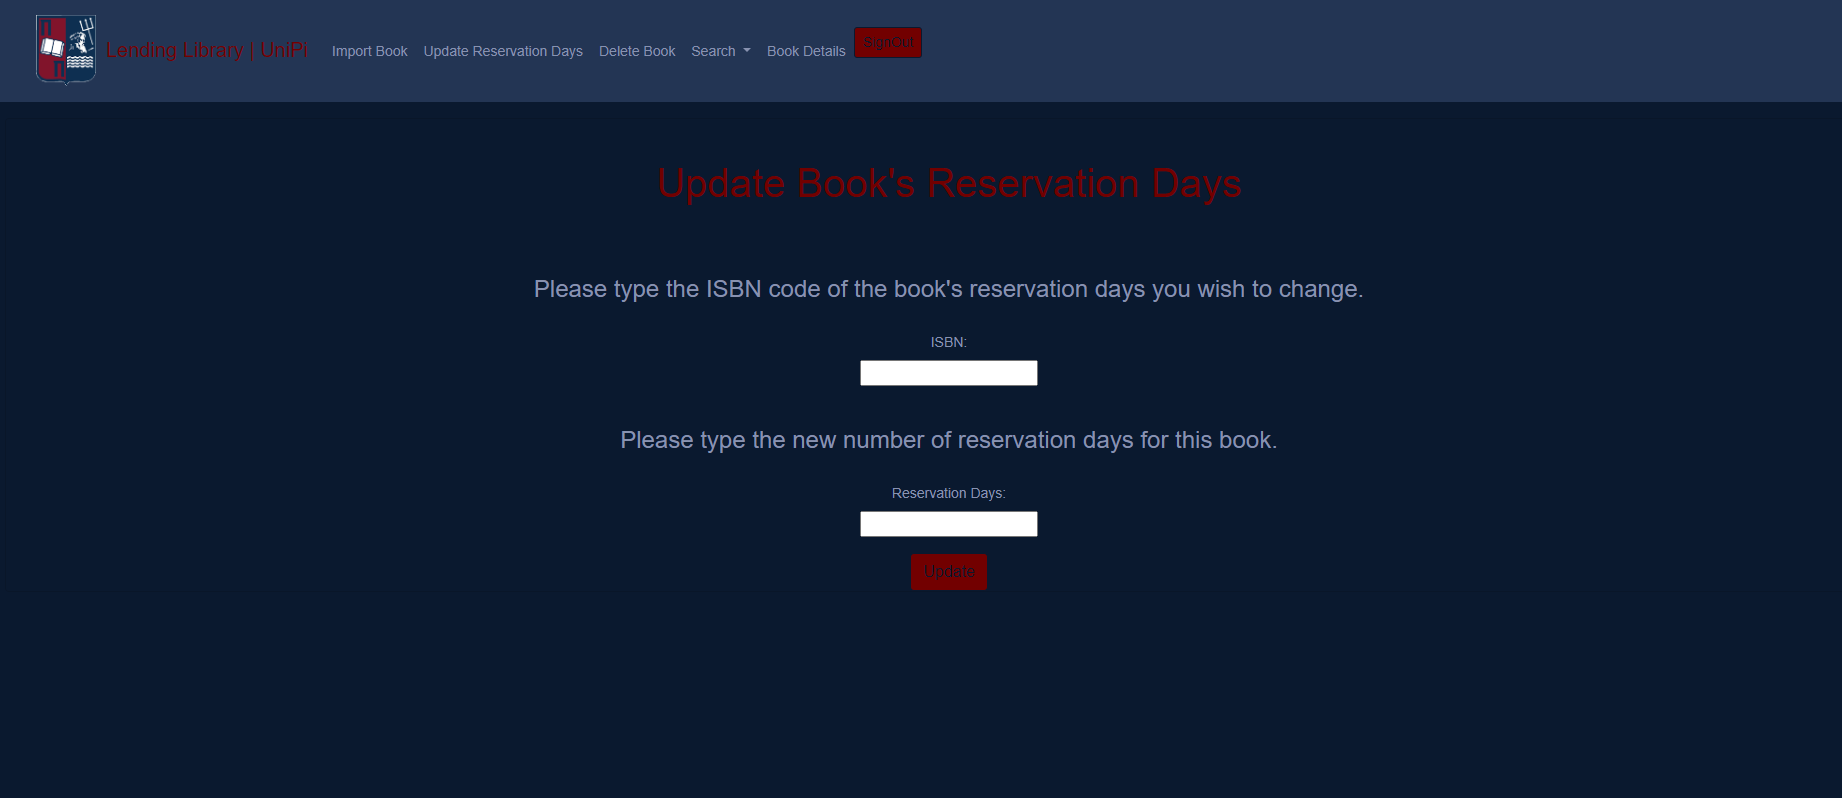 Lending Library | UniPi Import Book Update Reservation Days Delete Book Search Book Details SignOut
Update Book's Reservation Days
Please type the ISBN code of the book's reservation days you wish to change.
ISBN:
Please type the new number of reservation days for this book.
Reservation Days:
Update